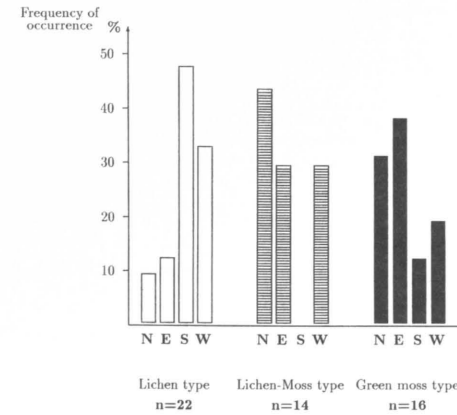 Frequency of
occurrence %
50
40
30
20
10
N E S W N E S W N E S W
Lichen type Lichen-Moss type Green moss type
n=22 n=14 n=16